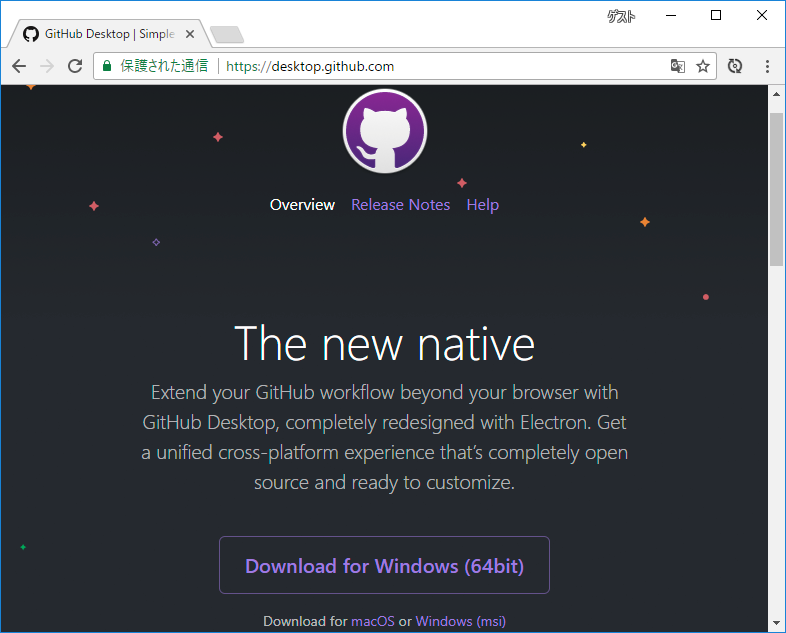 ゲスト
GitHub Desktop | Simple
保護された通信 | https://desktop.github.com
Overview Release Notes Help
The new native
Extend your GitHub workflow beyond your browser with
GitHub Desktop, completely redesigned with Electron. Get
a unified cross-platform experience that's completely open
source and ready to customize.
Download for Windows (64bit)
Download for macOS or Windows (msi)